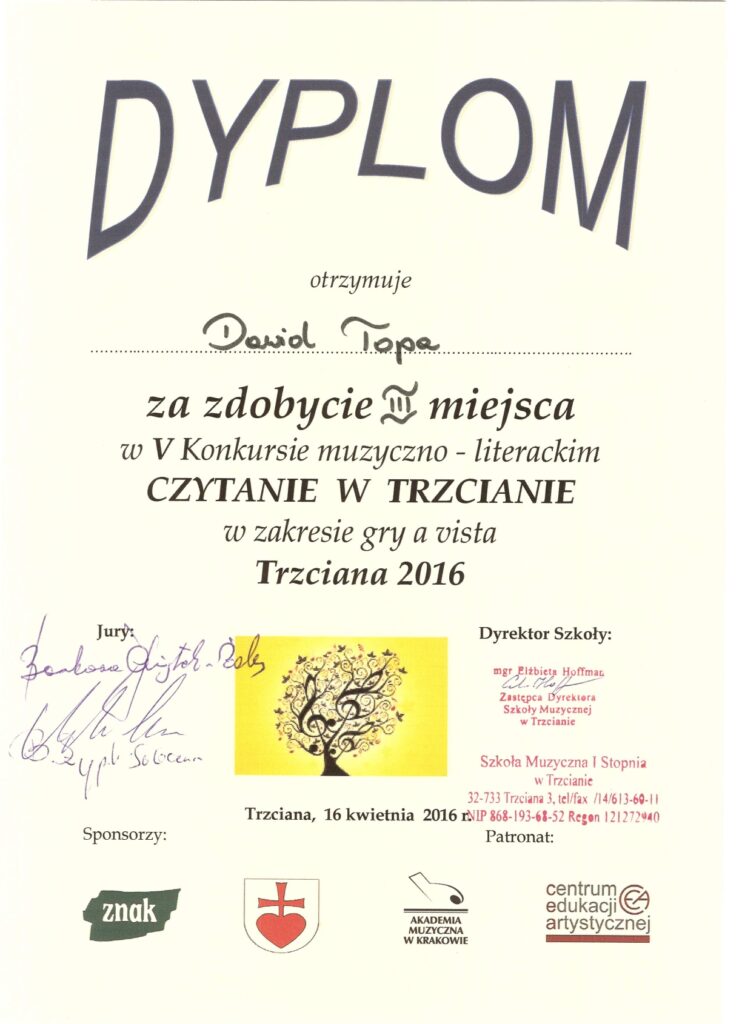 DYPLOM
otrzymuje
Dawid Topa
za zdobycie III miejsca
w V Konkursie muzyczno - literackim
CZYTANIE W TRZCIANIE
w zakresie gry a vista
Trzciana 2016
Jury:
Dyrektor Szkoły:
mgr Elżbieta Hoffman
Zastępca Dyrektora
Szkoły Muzycznej
w Trzcianie
Szkoła Muzyczna I Stopnia
w Trzcianie
32-733 Trzciana 3, tel/fax /14/613-60-11
NIP 868-193-68-52 Regon 121272940
Trzciana, 16 kwietnia 2016 r.
Sponsorzy:
Patronat:
znak
AKADEMIA
MUZYCZNA
W KRAKOWIE
centrum
edukacji
artystycznej
CEA